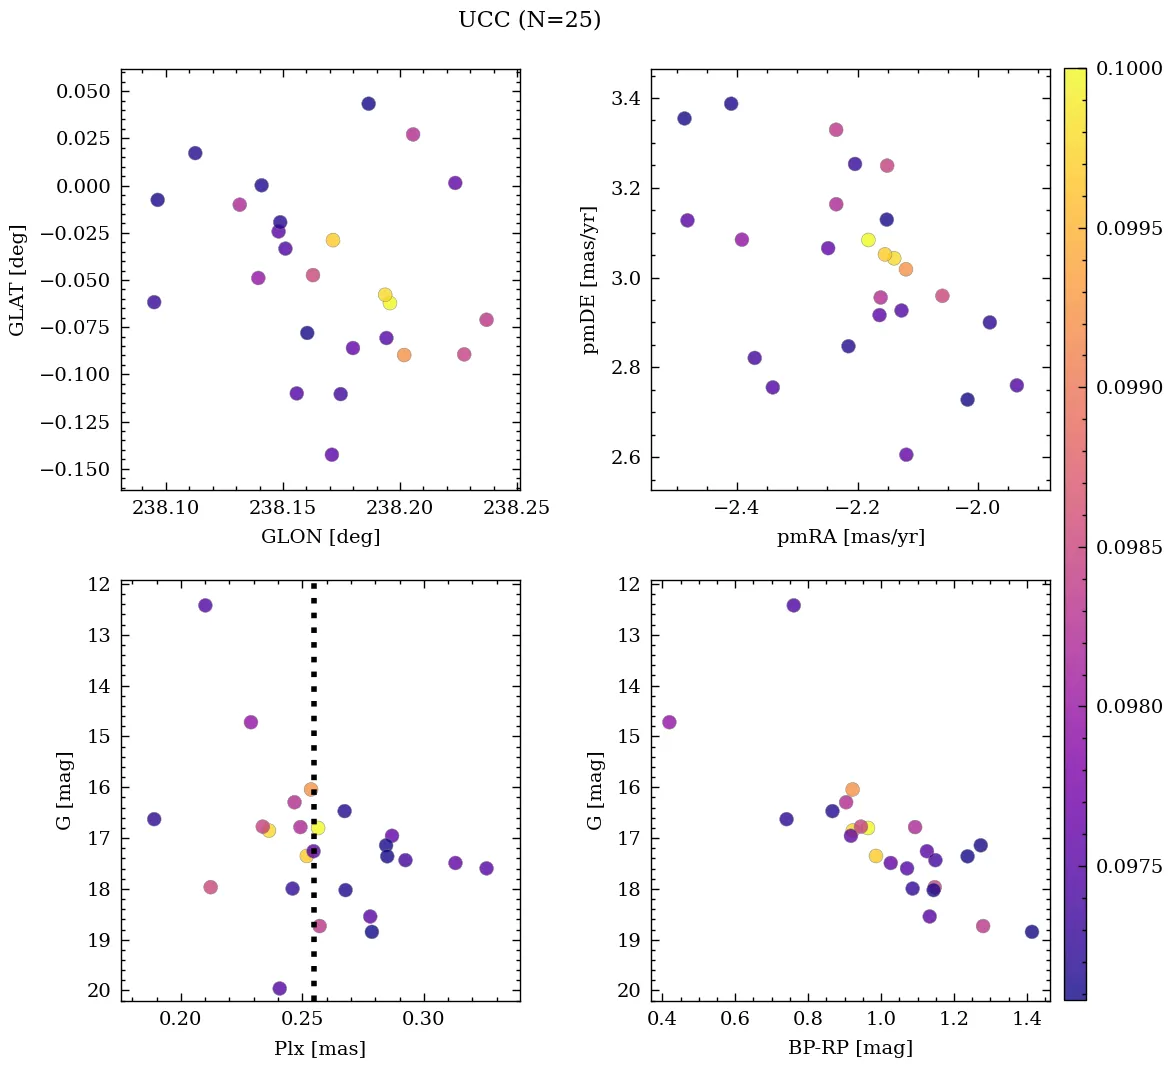 UCC (N=25)
0.050
0.025
0.000
−0.025
−0.050
−0.075
−0.100
−0.125
−0.150
GLAT [deg]
238.10 238.15 238.20 238.25
GLON [deg]
3.4
3.2
3.0
2.8
2.6
pmDE [mas/yr]
−2.4 −2.2 −2.0
pmRA [mas/yr]
0.1000
0.0995
0.0990
0.0985
0.0980
0.0975
12
13
14
15
16
17
18
19
20
G [mag]
0.20 0.25 0.30
Plx [mas]
12
13
14
15
16
17
18
19
20
G [mag]
0.4 0.6 0.8 1.0 1.2 1.4
BP-RP [mag]